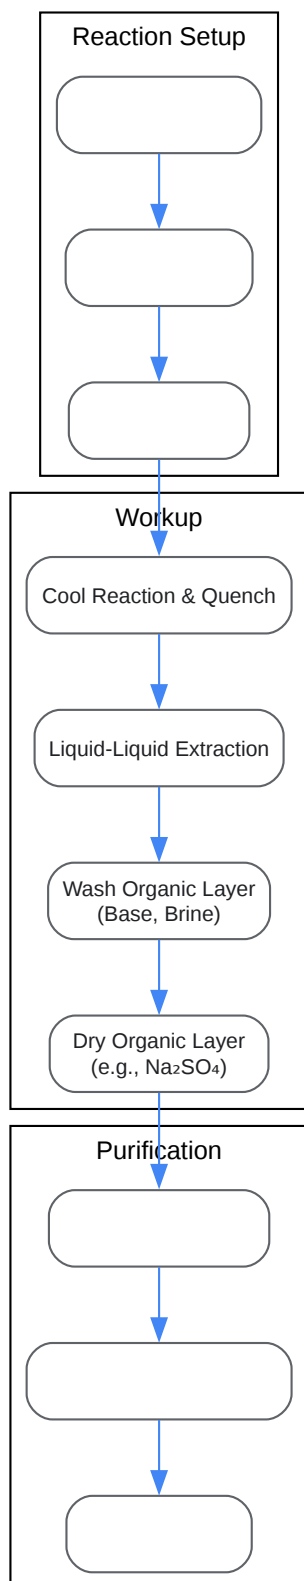 Reaction Setup
Workup
Cool Reaction & Quench
Liquid-Liquid Extraction
Wash Organic Layer
(Base, Brine)
Dry Organic Layer
(e.g., Na₂SO₄)
Purification